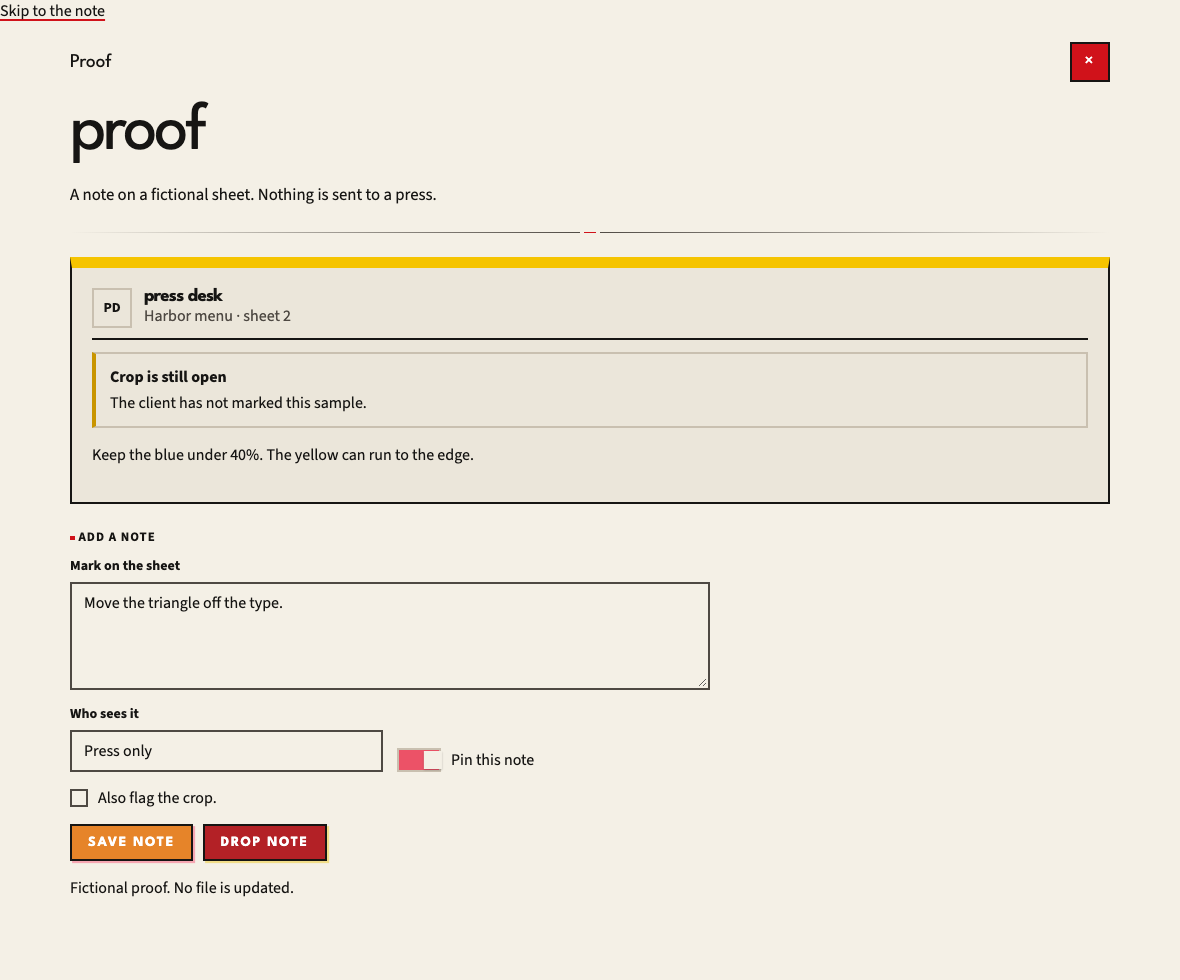 Skip to the note
Proof
×
proof
A note on a fictional sheet. Nothing is sent to a press.
PD
press desk
Harbor menu · sheet 2
Crop is still open
The client has not marked this sample.
Keep the blue under 40%. The yellow can run to the edge.
ADD A NOTE
Mark on the sheet
Move the triangle off the type.
Who sees it
Press only
Pin this note
Also flag the crop.
SAVE NOTE
DROP NOTE
Fictional proof. No file is updated.